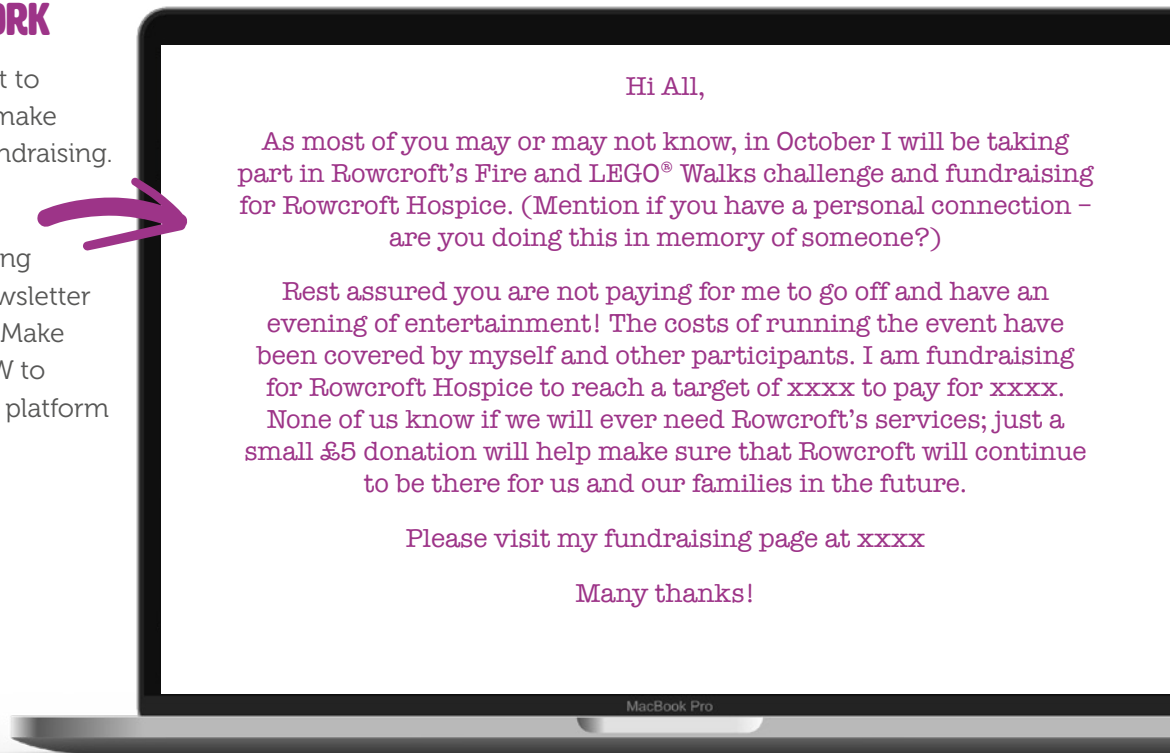 ORK
t to
make
ndraising.
ng
wsletter
Make
W to
platform
Hi All,
As most of you may or may not know, in October I will be taking
part in Rowcroft's Fire and LEGO® Walks challenge and fundraising
for Rowcroft Hospice. (Mention if you have a personal connection –
are you doing this in memory of someone?)
Rest assured you are not paying for me to go off and have an
evening of entertainment! The costs of running the event have
been covered by myself and other participants. I am fundraising
for Rowcroft Hospice to reach a target of xxxx to pay for xxxx.
None of us know if we will ever need Rowcroft's services; just a
small £5 donation will help make sure that Rowcroft will continue
to be there for us and our families in the future.
Please visit my fundraising page at xxxx
Many thanks!
MacBook Pro